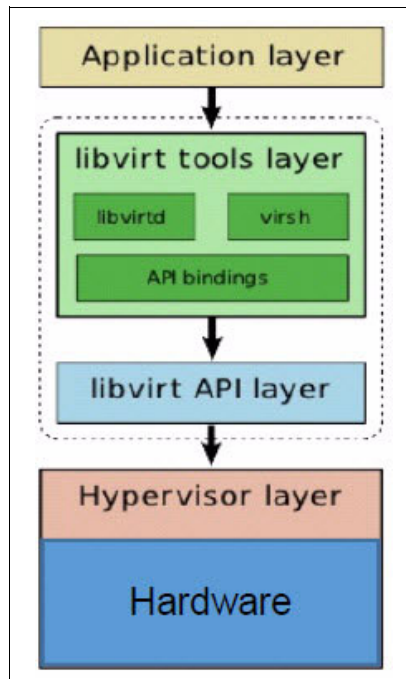 Application layer
libvirt tools layer
libvirtd
virsh
API bindings
libvirt API layer
Hypervisor layer
Hardware